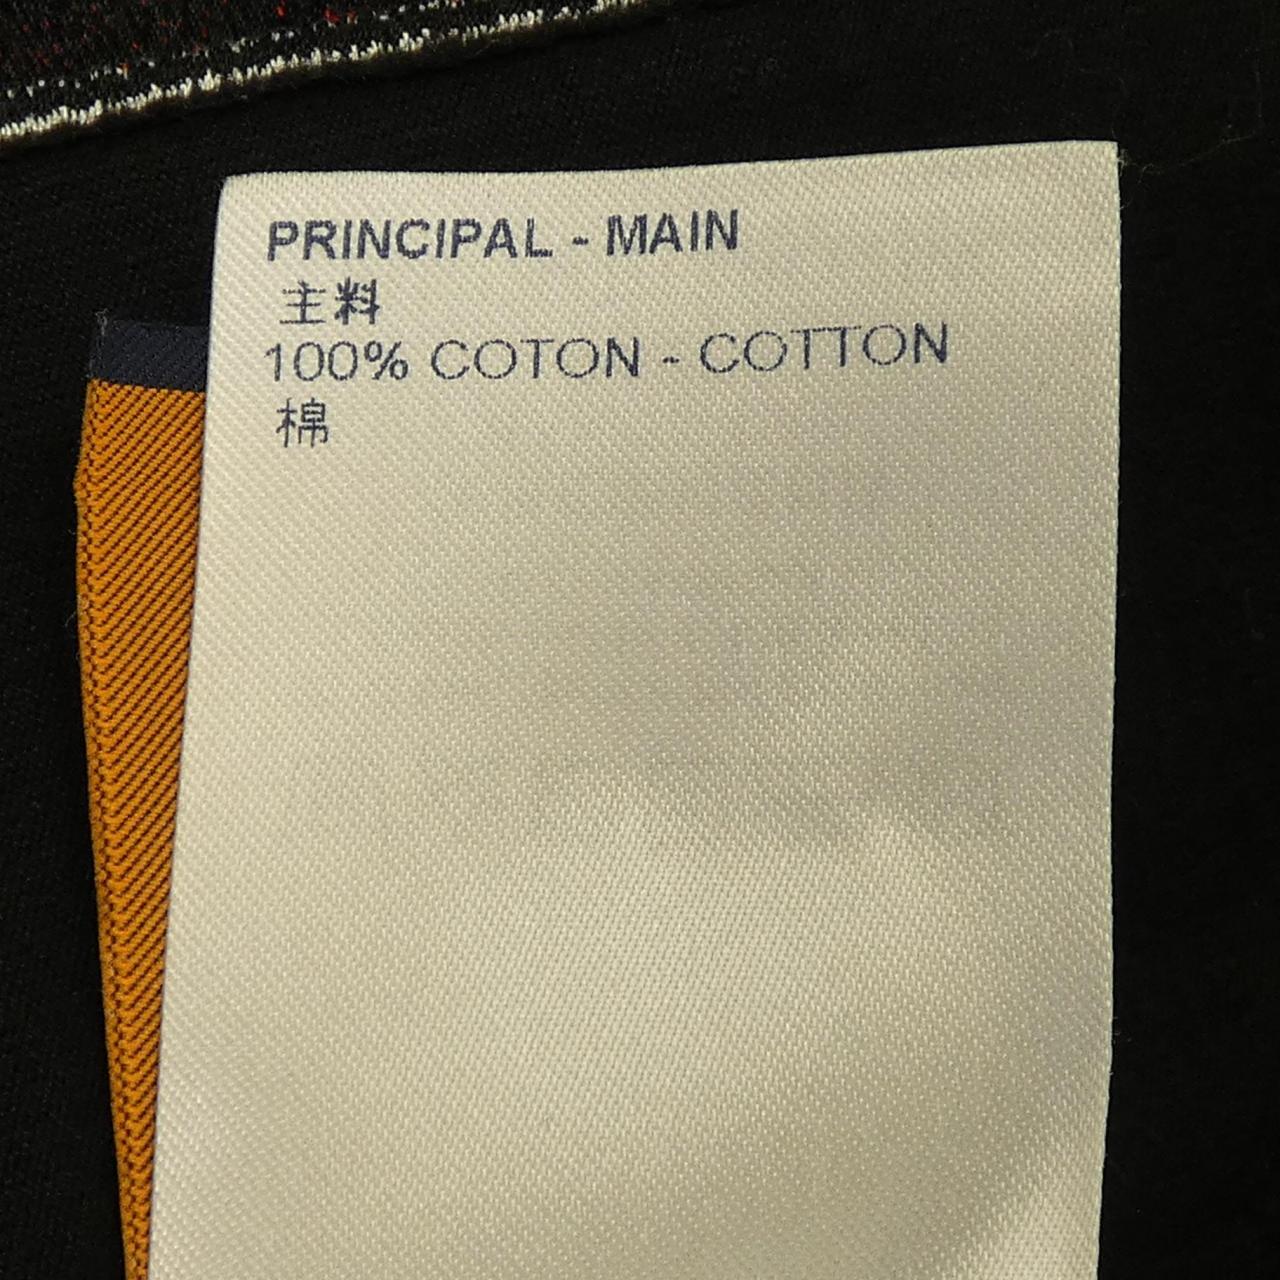 PRINCIPAL - MAIN
主料
100% COTON - COTTON
棉